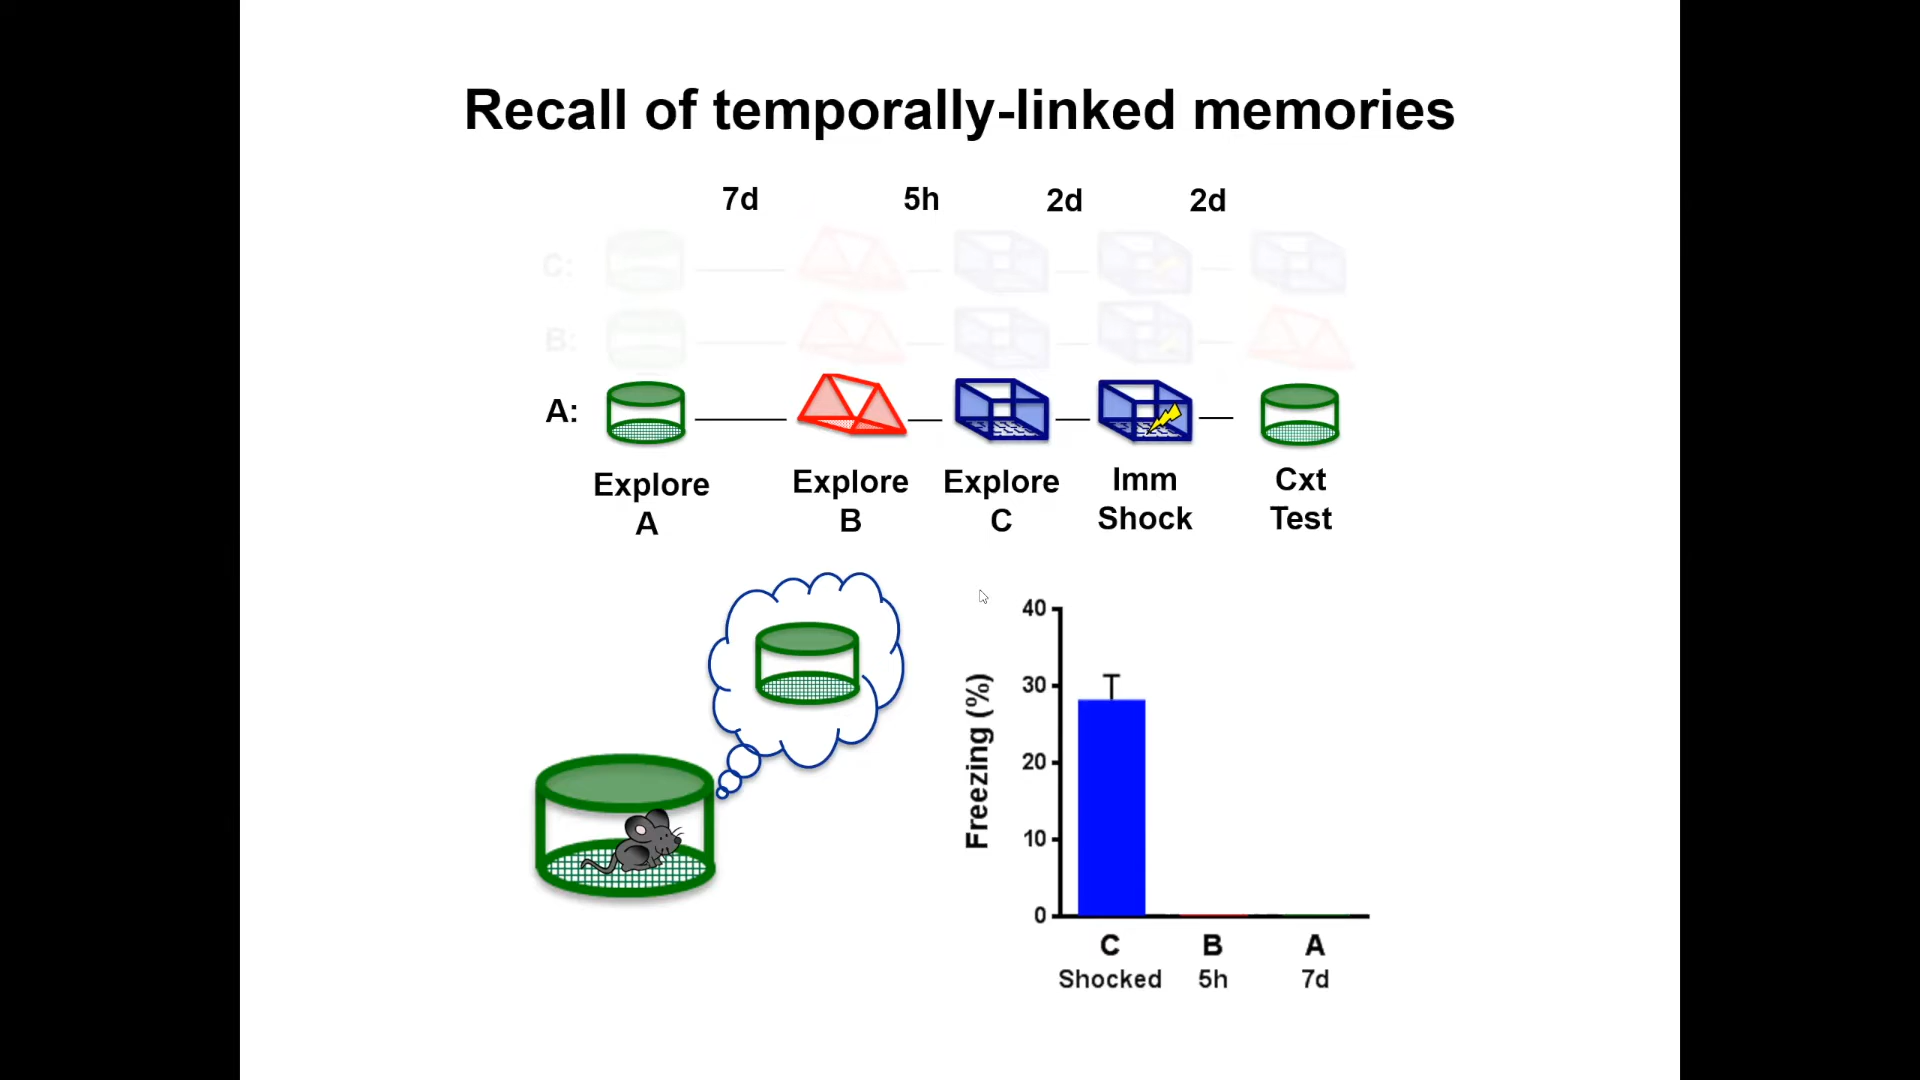 Recall of temporally-linked memories
7d 5h 2d 2d
C:
B:
A:
Explore A
Explore B
Explore C
Imm Shock
Cxt Test
Freezing (%)
40
30
20
10
0
C B A
Shocked 5h 7d